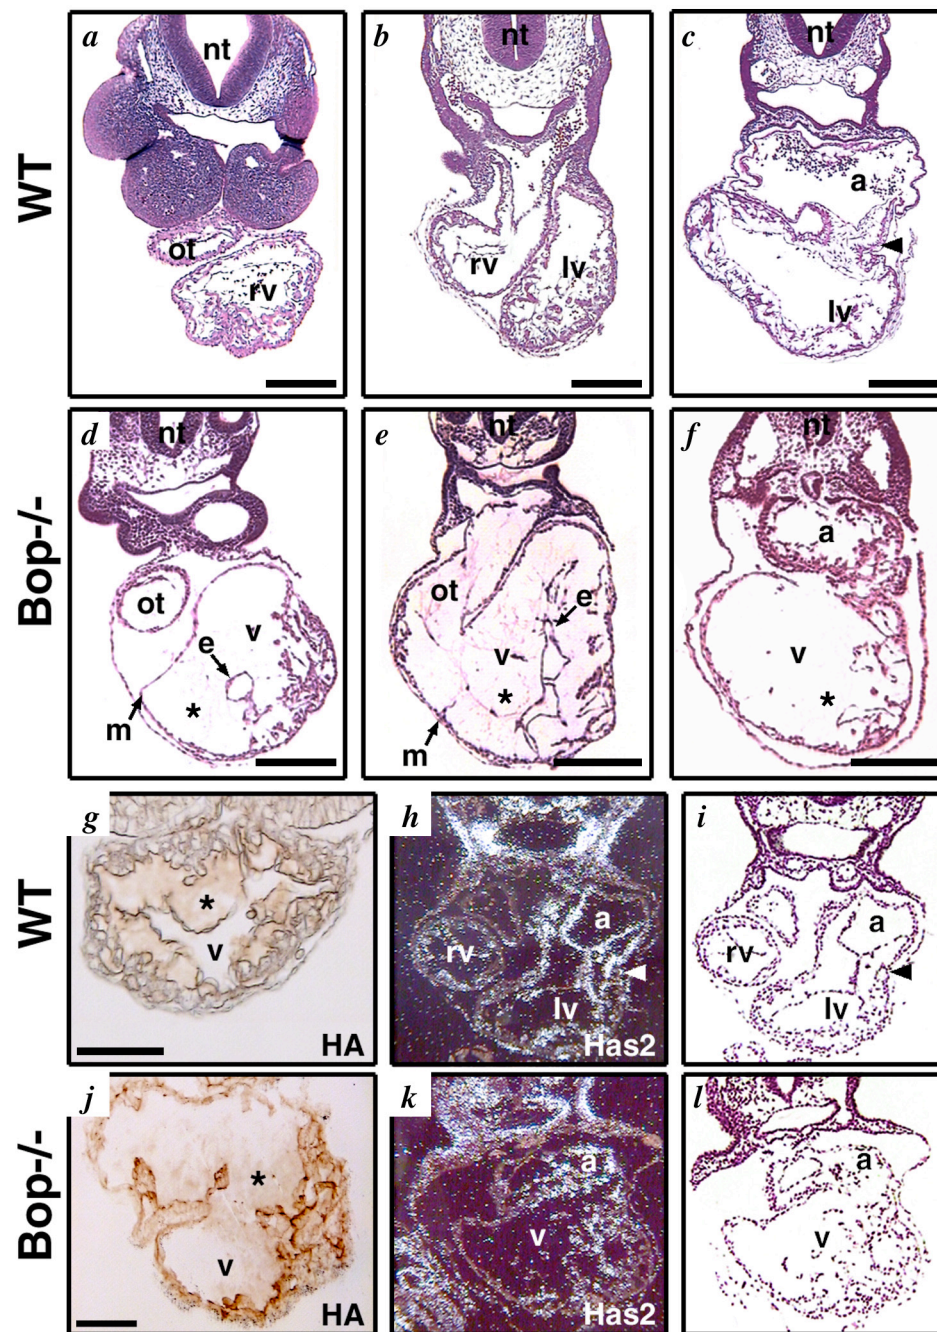 a nt ot rv
b nt rv lv
c nt a lv
WT
d nt ot v e m
e nt ot e v * m
f nt a v *
Bop-/-
g * v HA
h a rv lv Has2
i a rv lv
WT
j * v HA
k a v Has2
l a v
Bop-/-